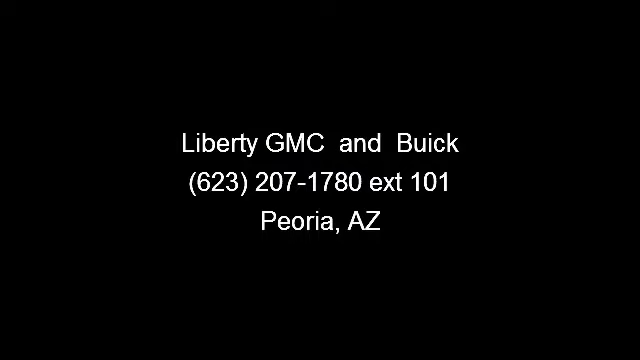 Liberty GMC  and  Buick
(623) 207-1780 ext 101
Peoria, AZ